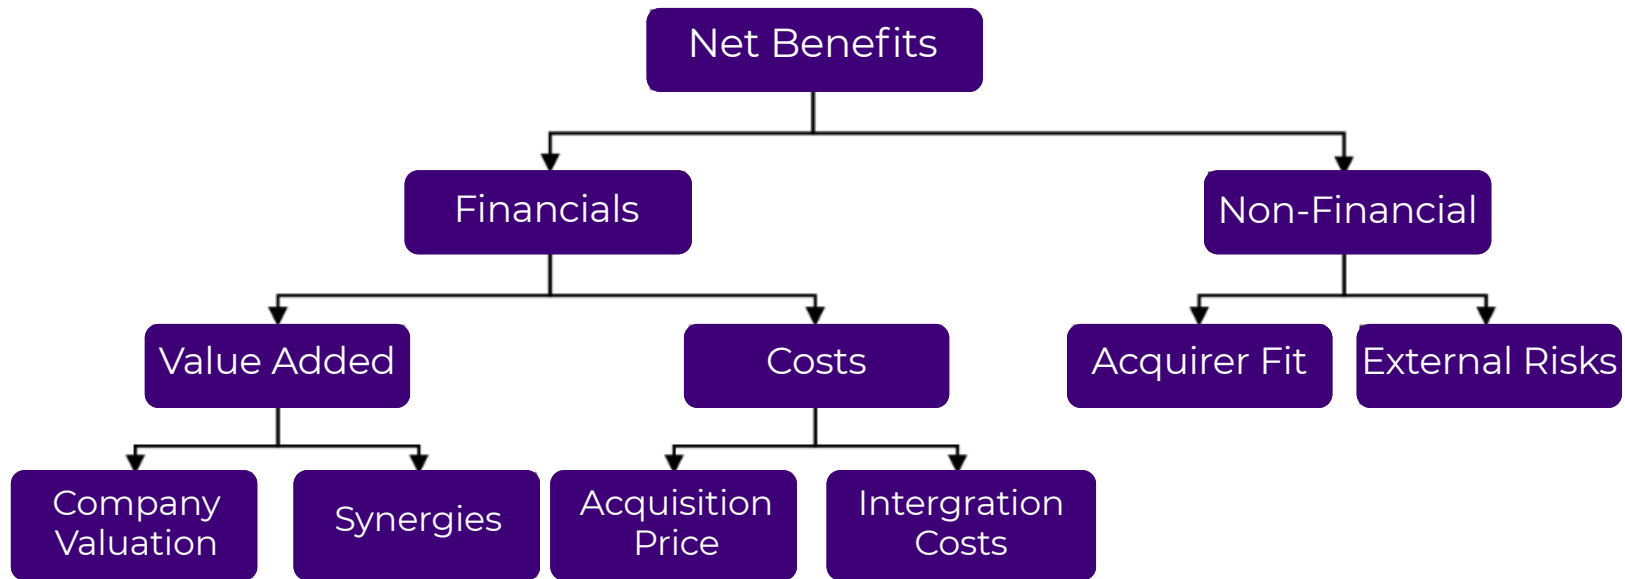 Net Benefits
Financials
Non-Financial
Value Added
Costs
Acquirer Fit
External Risks
Company
Valuation
Synergies
Acquisition
Price
Intergration
Costs